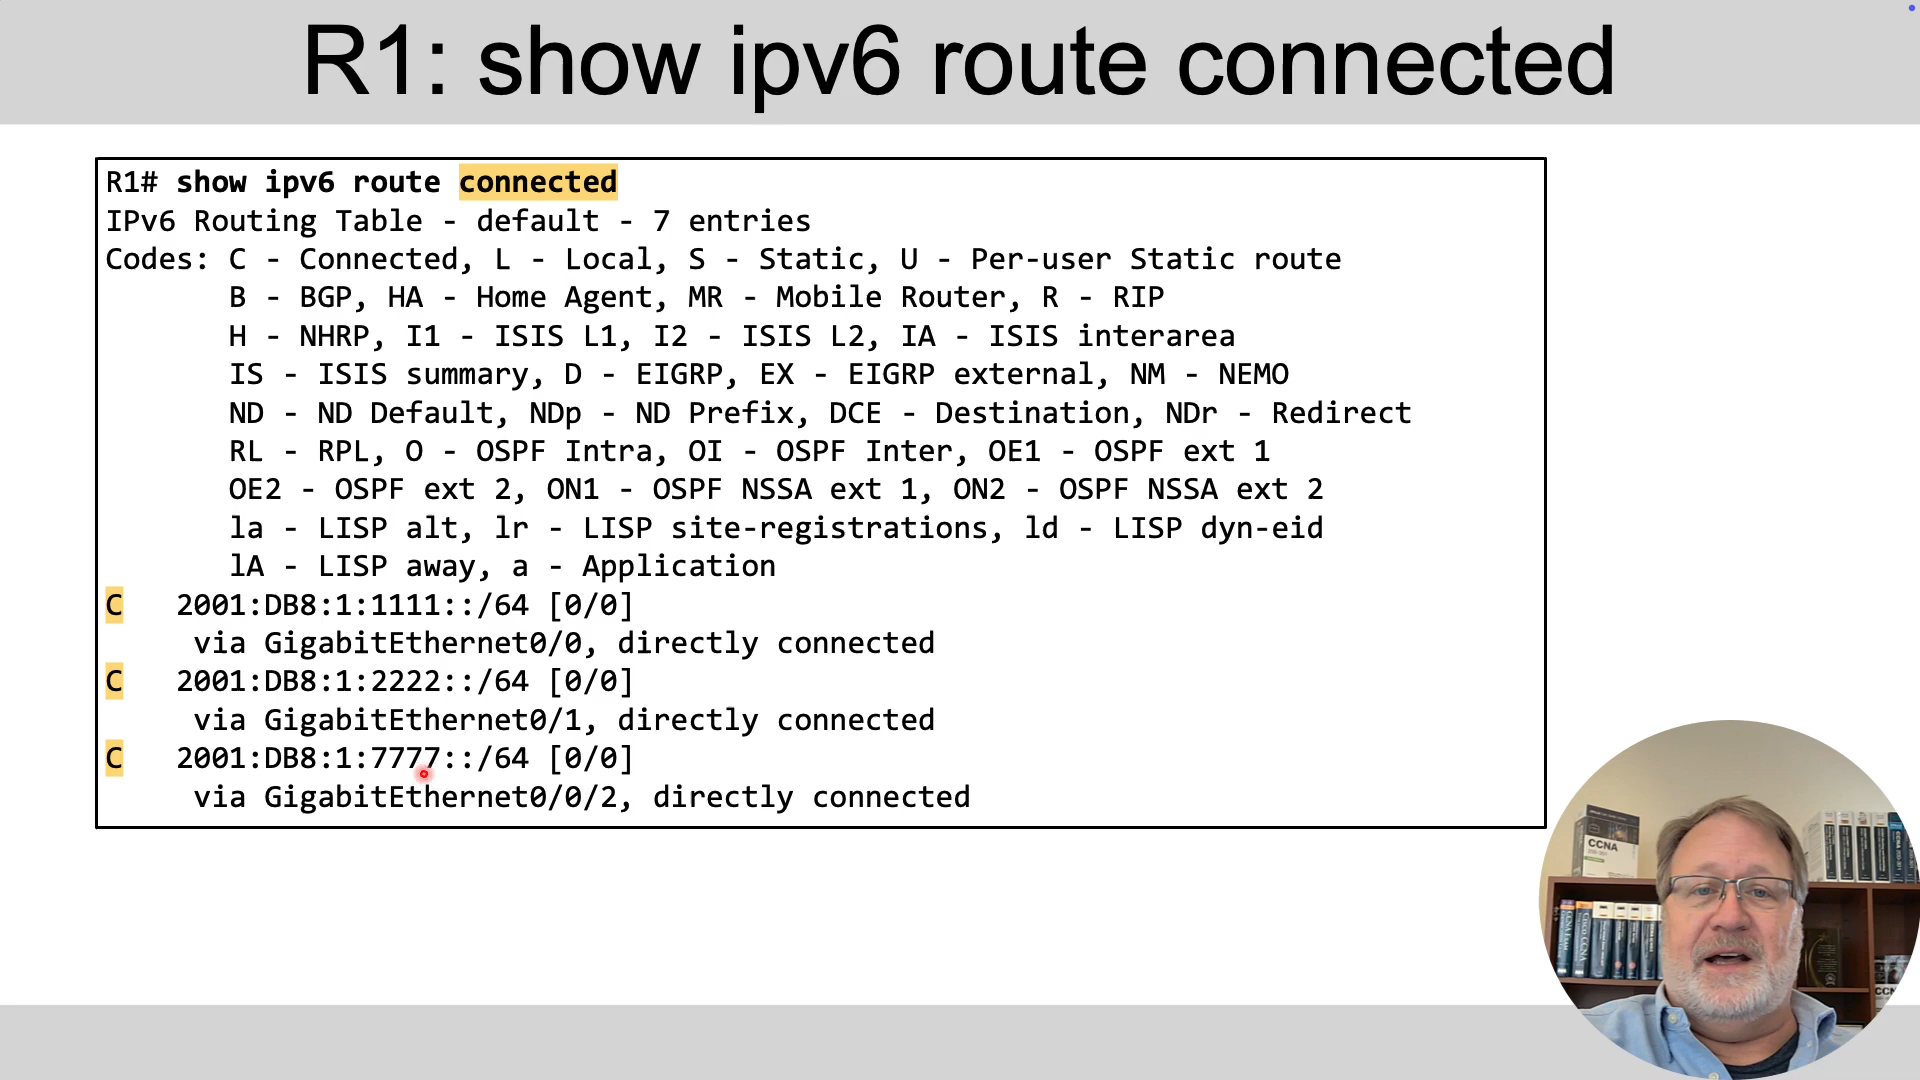 R1: show ipv6 route connected
R1# show ipv6 route connected
IPv6 Routing Table - default - 7 entries
Codes: C - Connected, L - Local, S - Static, U - Per-user Static route
B - BGP, HA - Home Agent, MR - Mobile Router, R - RIP
H - NHRP, I1 - ISIS L1, I2 - ISIS L2, IA - ISIS interarea
IS - ISIS summary, D - EIGRP, EX - EIGRP external, NM - NEMO
ND - ND Default, NDp - ND Prefix, DCE - Destination, NDr - Redirect
RL - RPL, O - OSPF Intra, OI - OSPF Inter, OE1 - OSPF ext 1
OE2 - OSPF ext 2, ON1 - OSPF NSSA ext 1, ON2 - OSPF NSSA ext 2
la - LISP alt, lr - LISP site-registrations, ld - LISP dyn-eid
lA - LISP away, a - Application
C 2001:DB8:1:1111::/64 [0/0]
via GigabitEthernet0/0, directly connected
C 2001:DB8:1:2222::/64 [0/0]
via GigabitEthernet0/1, directly connected
C 2001:DB8:1:7777::/64 [0/0]
via GigabitEthernet0/0/2, directly connected
CCNA